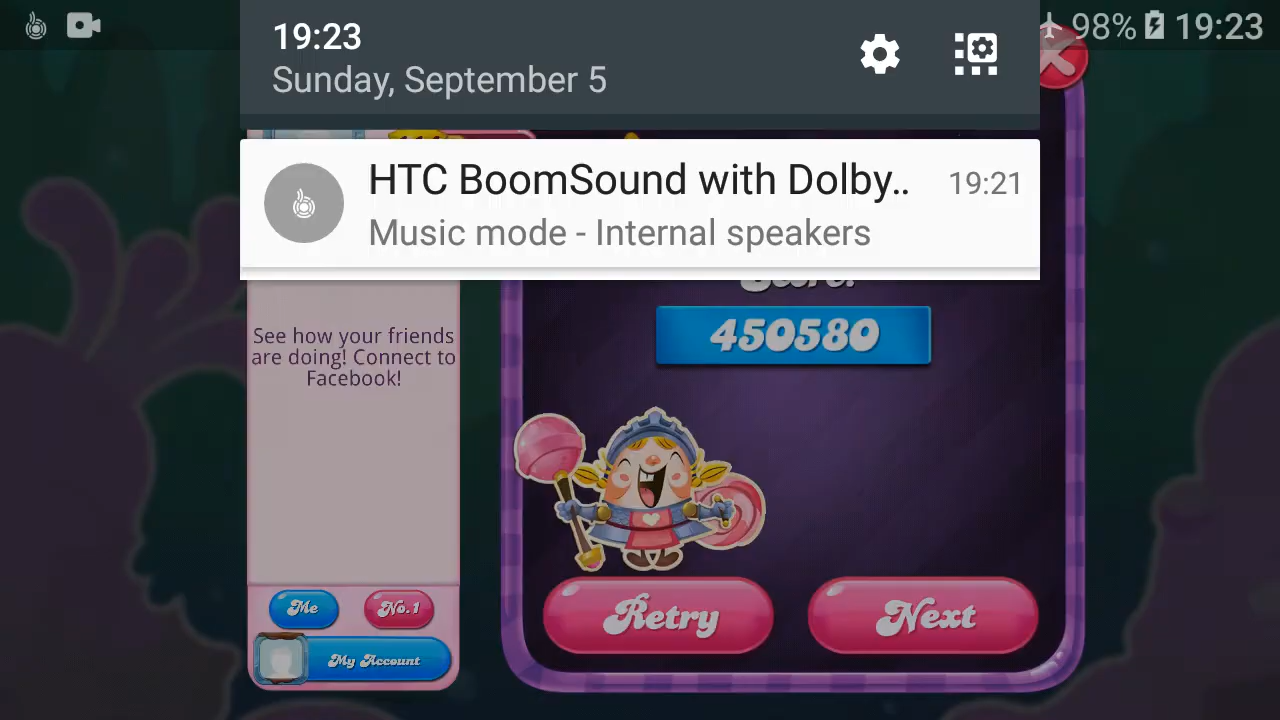 98% 19:23
19:23
Sunday, September 5
HTC BoomSound with Dolby..
19:21
Music mode - Internal speakers
450580
See how your friends
are doing! Connect to
Facebook!
Me
No.1
My Account
Retry
Next